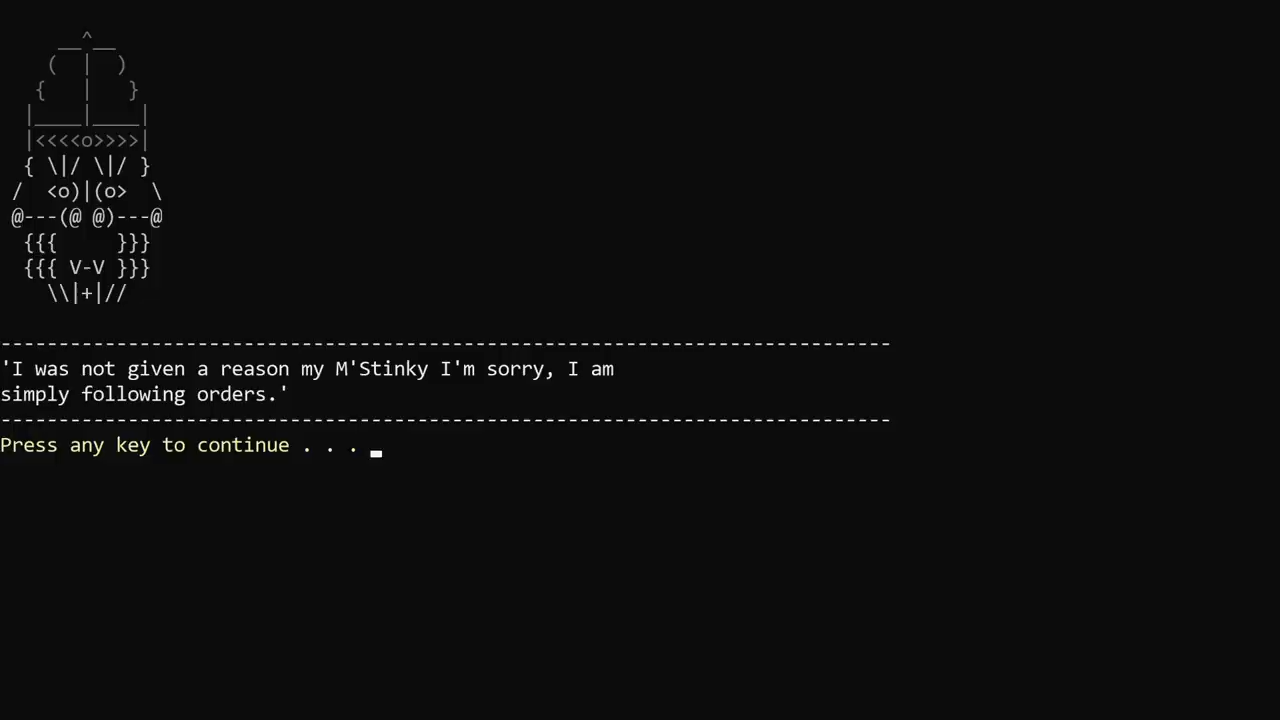 'I was not given a reason my M'Stinky I'm sorry, I am
simply following orders.'
Press any key to continue . . .